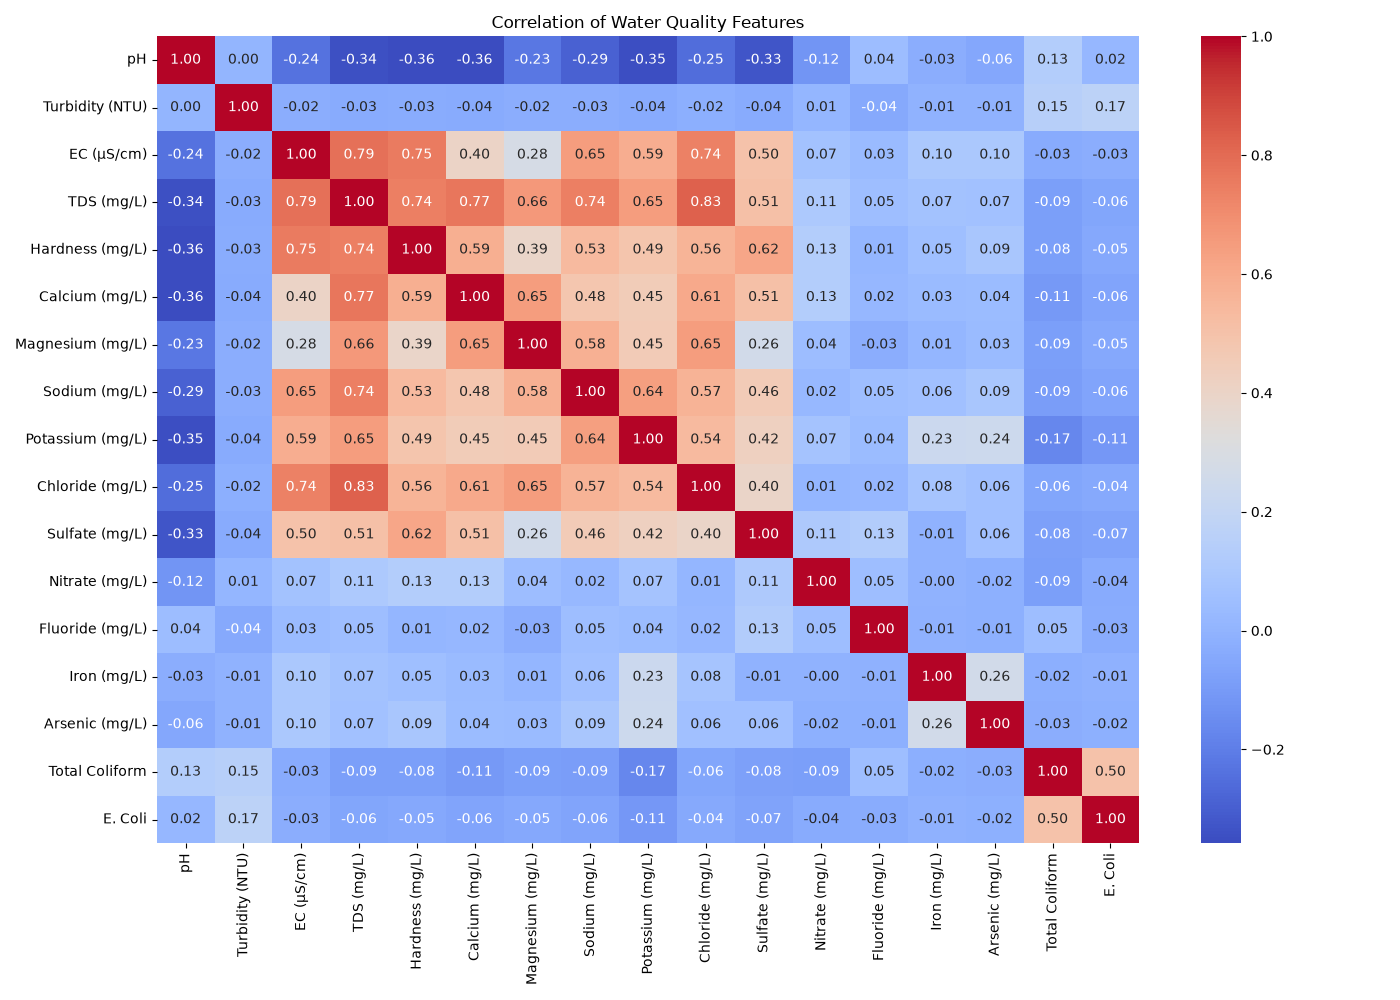 Correlation of Water Quality Features
pH 1.00 0.00 -0.24 -0.34 -0.36 -0.36 -0.23 -0.29 -0.35 -0.25 -0.33 -0.12 0.04 -0.03 -0.06 0.13 0.02
Turbidity (NTU) 0.00 1.00 -0.02 -0.03 -0.03 -0.04 -0.02 -0.03 -0.04 -0.02 -0.04 0.01 -0.04 -0.01 -0.01 0.15 0.17
EC (µS/cm) -0.24 -0.02 1.00 0.79 0.75 0.40 0.28 0.65 0.59 0.74 0.50 0.07 0.03 0.10 0.10 -0.03 -0.03
TDS (mg/L) -0.34 -0.03 0.79 1.00 0.74 0.77 0.66 0.74 0.65 0.83 0.51 0.11 0.05 0.07 0.07 -0.09 -0.06
Hardness (mg/L) -0.36 -0.03 0.75 0.74 1.00 0.59 0.39 0.53 0.49 0.56 0.62 0.13 0.01 0.05 0.09 -0.08 -0.05
Calcium (mg/L) -0.36 -0.04 0.40 0.77 0.59 1.00 0.65 0.48 0.45 0.61 0.51 0.13 0.02 0.03 0.04 -0.11 -0.06
Magnesium (mg/L) -0.23 -0.02 0.28 0.66 0.39 0.65 1.00 0.58 0.45 0.65 0.26 0.04 -0.03 0.01 0.03 -0.09 -0.05
Sodium (mg/L) -0.29 -0.03 0.65 0.74 0.53 0.48 0.58 1.00 0.64 0.57 0.46 0.02 0.05 0.06 0.09 -0.09 -0.06
Potassium (mg/L) -0.35 -0.04 0.59 0.65 0.49 0.45 0.45 0.64 1.00 0.54 0.42 0.07 0.04 0.23 0.24 -0.17 -0.11
Chloride (mg/L) -0.25 -0.02 0.74 0.83 0.56 0.61 0.65 0.57 0.54 1.00 0.40 0.01 0.02 0.08 0.06 -0.06 -0.04
Sulfate (mg/L) -0.33 -0.04 0.50 0.51 0.62 0.51 0.26 0.46 0.42 0.40 1.00 0.11 0.13 -0.01 0.06 -0.08 -0.07
Nitrate (mg/L) -0.12 0.01 0.07 0.11 0.13 0.13 0.04 0.02 0.07 0.01 0.11 1.00 0.05 -0.00 -0.02 -0.09 -0.04
Fluoride (mg/L) 0.04 -0.04 0.03 0.05 0.01 0.02 -0.03 0.05 0.04 0.02 0.13 0.05 1.00 -0.01 -0.01 0.05 -0.03
Iron (mg/L) -0.03 -0.01 0.10 0.07 0.05 0.03 0.01 0.06 0.23 0.08 -0.01 -0.00 -0.01 1.00 0.26 -0.02 -0.01
Arsenic (mg/L) -0.06 -0.01 0.10 0.07 0.09 0.04 0.03 0.09 0.24 0.06 0.06 -0.02 -0.01 0.26 1.00 -0.03 -0.02
Total Coliform 0.13 0.15 -0.03 -0.09 -0.08 -0.11 -0.09 -0.09 -0.17 -0.06 -0.08 -0.09 0.05 -0.02 -0.03 1.00 0.50
E. Coli 0.02 0.17 -0.03 -0.06 -0.05 -0.06 -0.05 -0.06 -0.11 -0.04 -0.07 -0.04 -0.03 -0.01 -0.02 0.50 1.00
pH
Turbidity (NTU)
EC (µS/cm)
TDS (mg/L)
Hardness (mg/L)
Calcium (mg/L)
Magnesium (mg/L)
Sodium (mg/L)
Potassium (mg/L)
Chloride (mg/L)
Sulfate (mg/L)
Nitrate (mg/L)
Fluoride (mg/L)
Iron (mg/L)
Arsenic (mg/L)
Total Coliform
E. Coli
1.0
0.8
0.6
0.4
0.2
0.0
−0.2